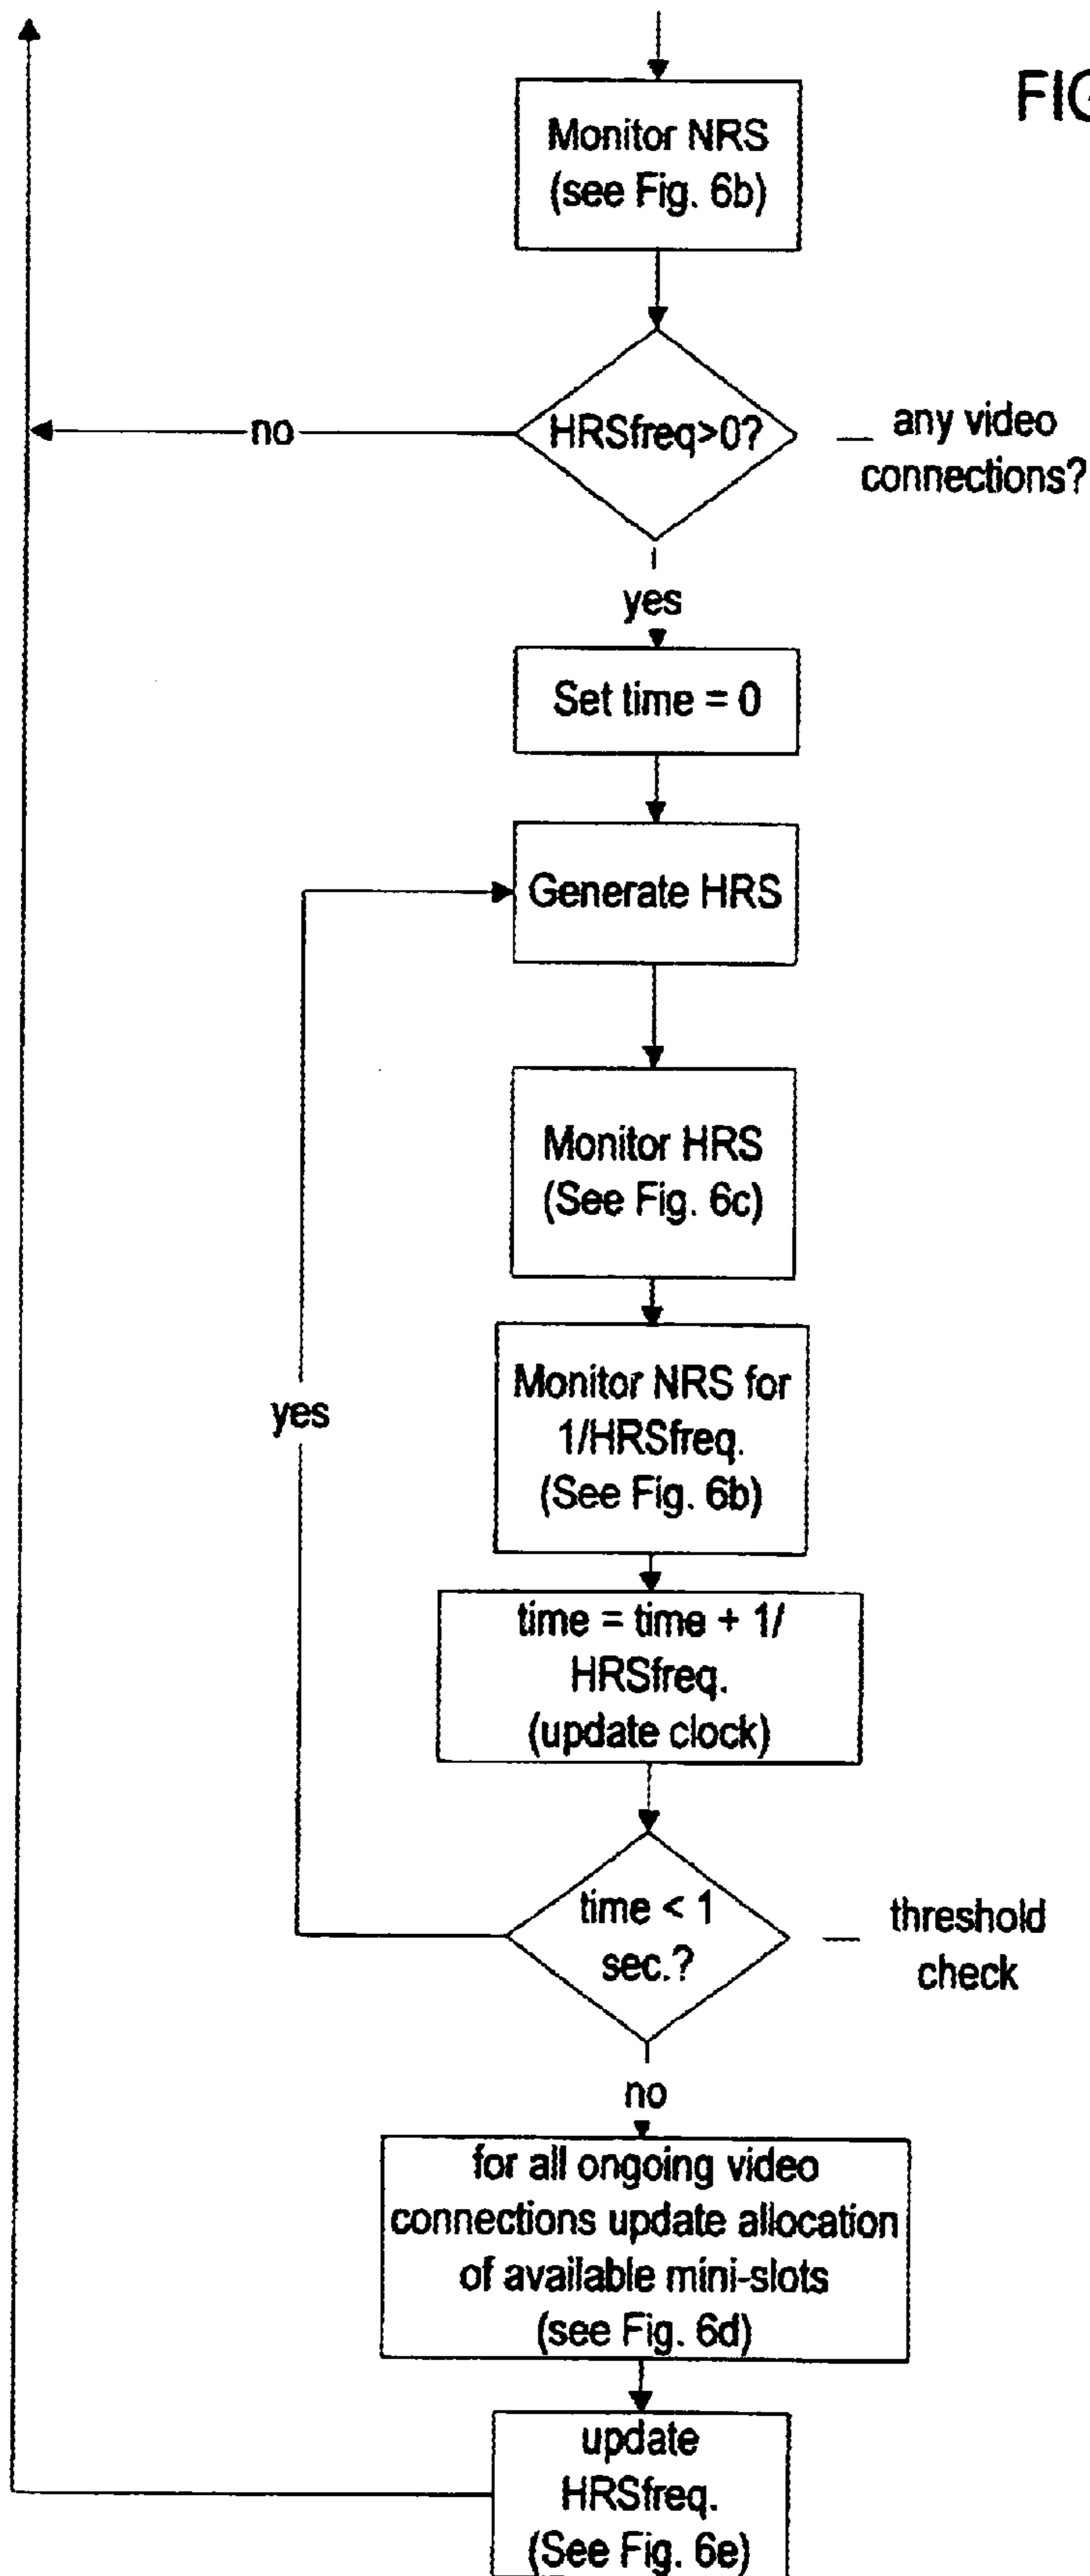 FIG
Monitor NRS
(see Fig. 6b)
HRSfreq>0?
any video
connections?
no
yes
Set time = 0
Generate HRS
Monitor HRS
(See Fig. 6c)
Monitor NRS for
1/HRSfreq.
(See Fig. 6b)
yes
time = time + 1/
HRSfreq.
(update clock)
time < 1
sec.?
threshold
check
no
for all ongoing video
connections update allocation
of available mini-slots
(see Fig. 6d)
update
HRSfreq.
(See Fig. 6e)